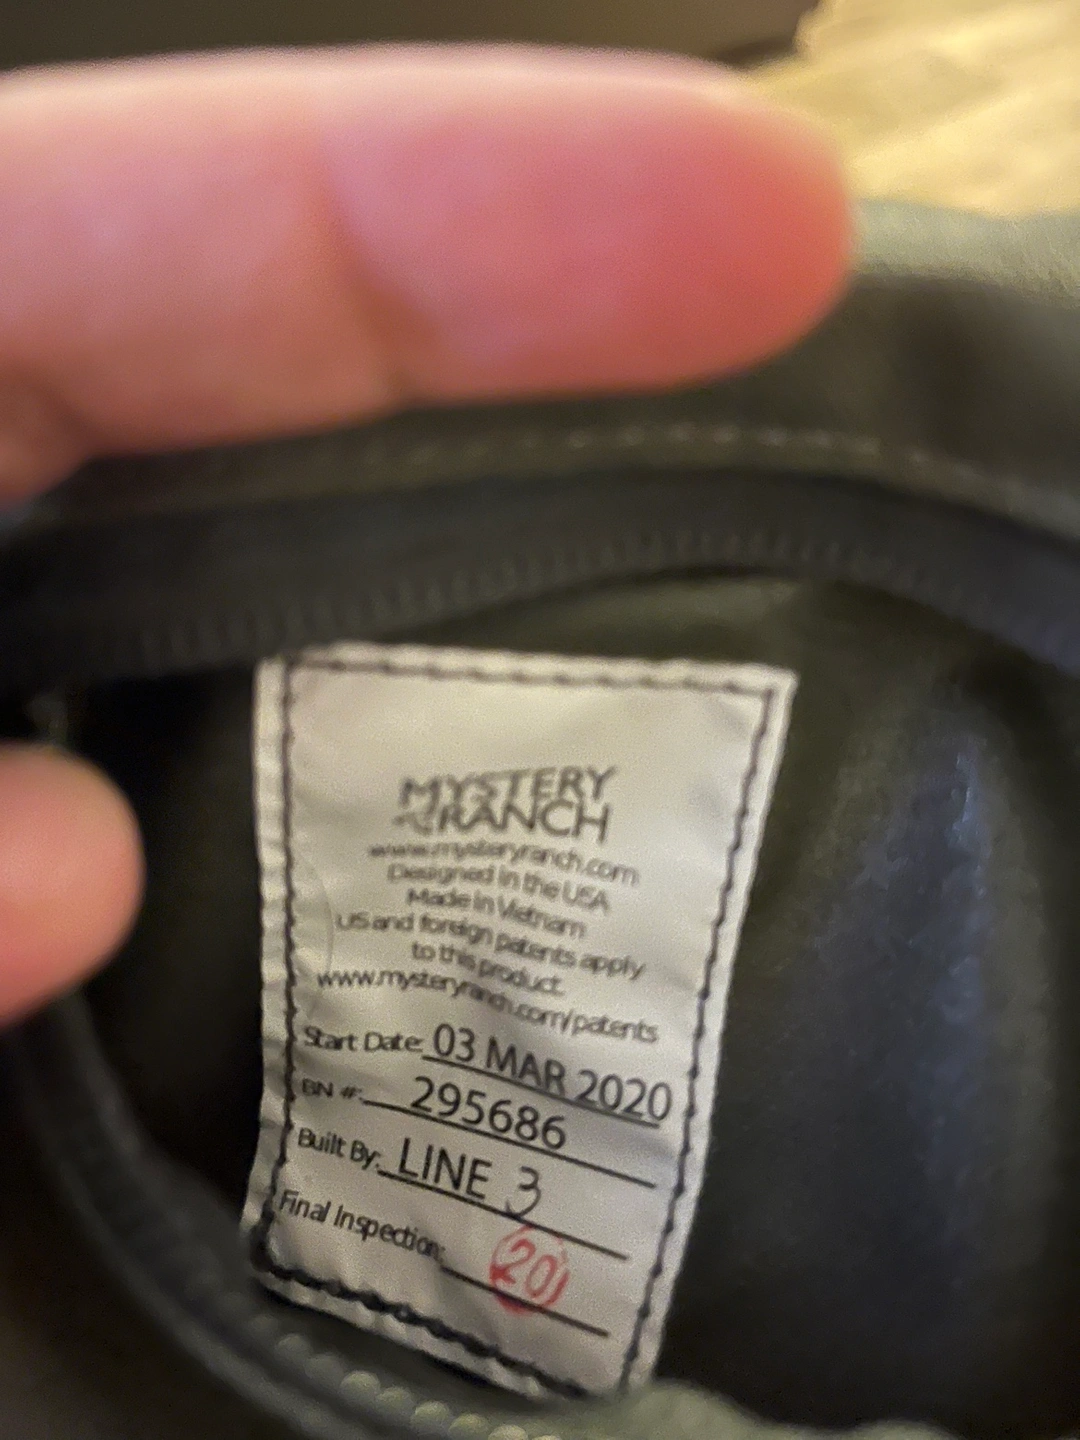 MYSTERY
RANCH
www.mysteryranch.com
Designed in the USA
Made in Vietnam
US and foreign patents apply
to this product.
www.mysteryranch.com/patents
Start Date: 03 MAR 2020
BN #: 295686
Built By: LINE 3
Final Inspection: 201